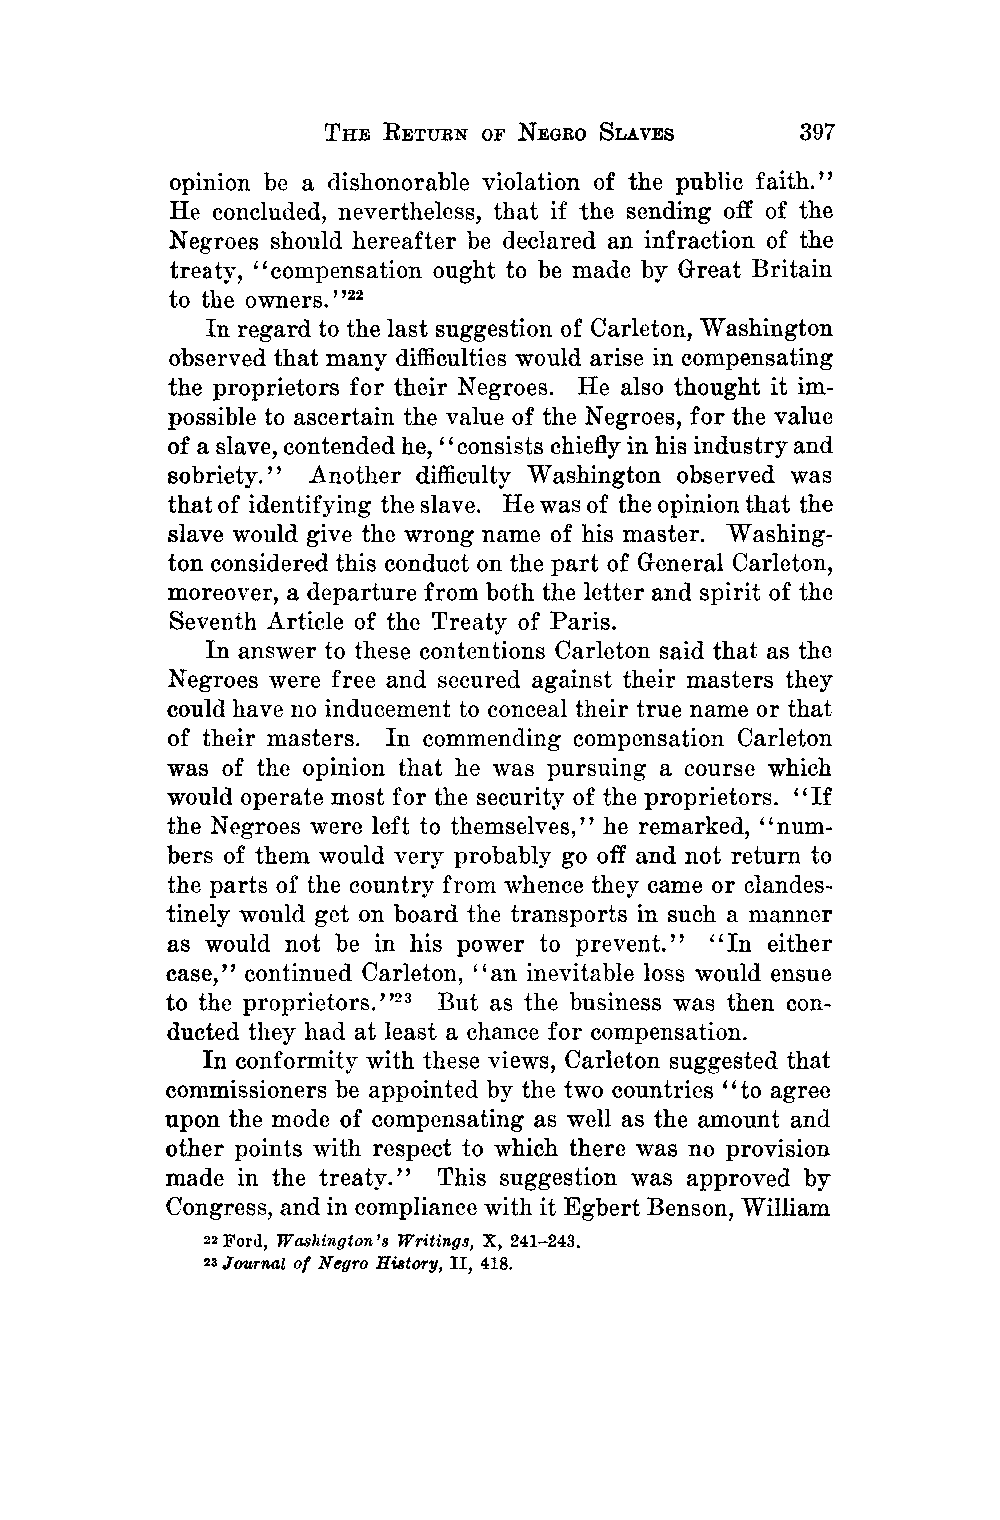 THE RETURN OF NEGRO SLAVES 397
opinion be a dishonorable violation of the public faith.''
He concluded, nevertheless, that if the sending off of the
Negroes should hereafter be declared an infraction of the
treaty, ''compensation ought to be made by Great Britain
to the owners.''22
In regard to the last suggestion of Carleton, Washington
observed that many difficulties would arise in compensating
the proprietors for their Negroes. He also thought it im-
possible to ascertain the value of the Negroes, for the value
of a slave, contended he, ''consists chiefly in his industry and
sobriety.'' Another difficulty Washington observed was
that of identifying the slave. He was of the opinion that the
slave would give the wrong name of his master. Washing-
ton considered this conduct on the part of General Carleton,
moreover, a departure from both the letter and spirit of the
Seventh Article of the Treaty of Paris.
In answer to these contentions Carleton said that as the
Negroes were free and secured against their masters they
could have no inducement to conceal their true name or that
of their masters. In commending compensation Carleton
was of the opinion that he was pursuing a course which
would operate most for the security of the proprietors. ''If
the Negroes were left to themselves,'' he remarked, ''num-
bers of them would very probably go off and not return to
the parts of the country from whence they came or clandes-
tinely would get on board the transports in such a manner
as would not be in his power to prevent.'' ''In either
case,'' continued Carleton, ''an inevitable loss would ensue
to the proprietors.''23 But as the business was then con-
ducted they had at least a chance for compensation.
In conformity with these views, Carleton suggested that
commissioners be appointed by the two countries ''to agree
upon the mode of compensating as well as the amount and
other points with respect to which there was no provision
made in the treaty.'' This suggestion was approved by
Congress, and in compliance with it Egbert Benson, William
22 Ford, Washington's Writings, X, 241–243.
23 Journal of Negro History, II, 418.